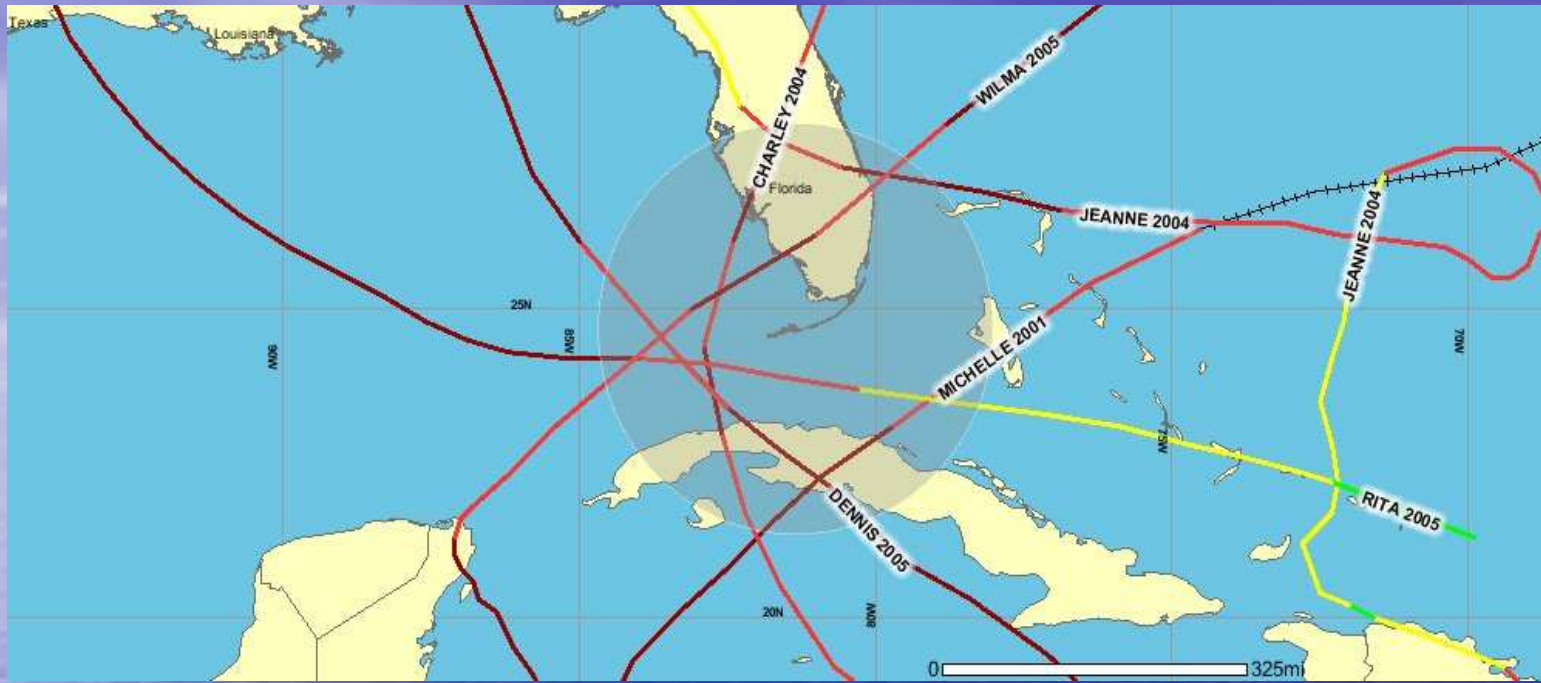 Texas
Louisiana
CHARLEY 2004
WILMA 2005
Florida
JEANNE 2004
JEANNE 2004
25N
90W
85W
MICHELLE 2001
70W
75W
DENNIS 2005
RITA 2005
20N
80W
0
325mi